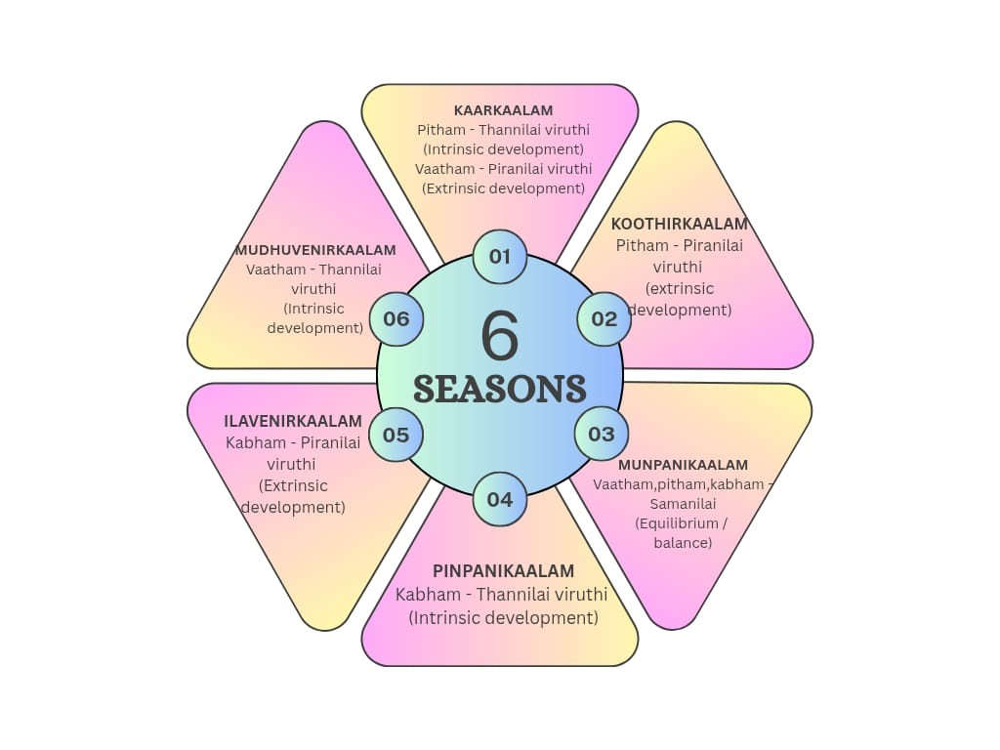 6
SEASONS
01
KAARKAALAM
Pitham - Thannilai viruthi
(Intrinsic development)
Vaatham - Piranilai viruthi
(Extrinsic development)
02
KOOTHIRKAALAM
Pitham - Piranilai
viruthi
(extrinsic
development)
03
MUNPANIKAALAM
Vaatham,pitham,kabham -
Samanilai
(Equilibrium /
balance)
04
PINPANIKAALAM
Kabham - Thannilai viruthi
(Intrinsic development)
05
ILAVENIRKAALAM
Kabham - Piranilai
viruthi
(Extrinsic
development)
06
MUDHUVENIRKAALAM
Vaatham - Thannilai
viruthi
(Intrinsic
development)